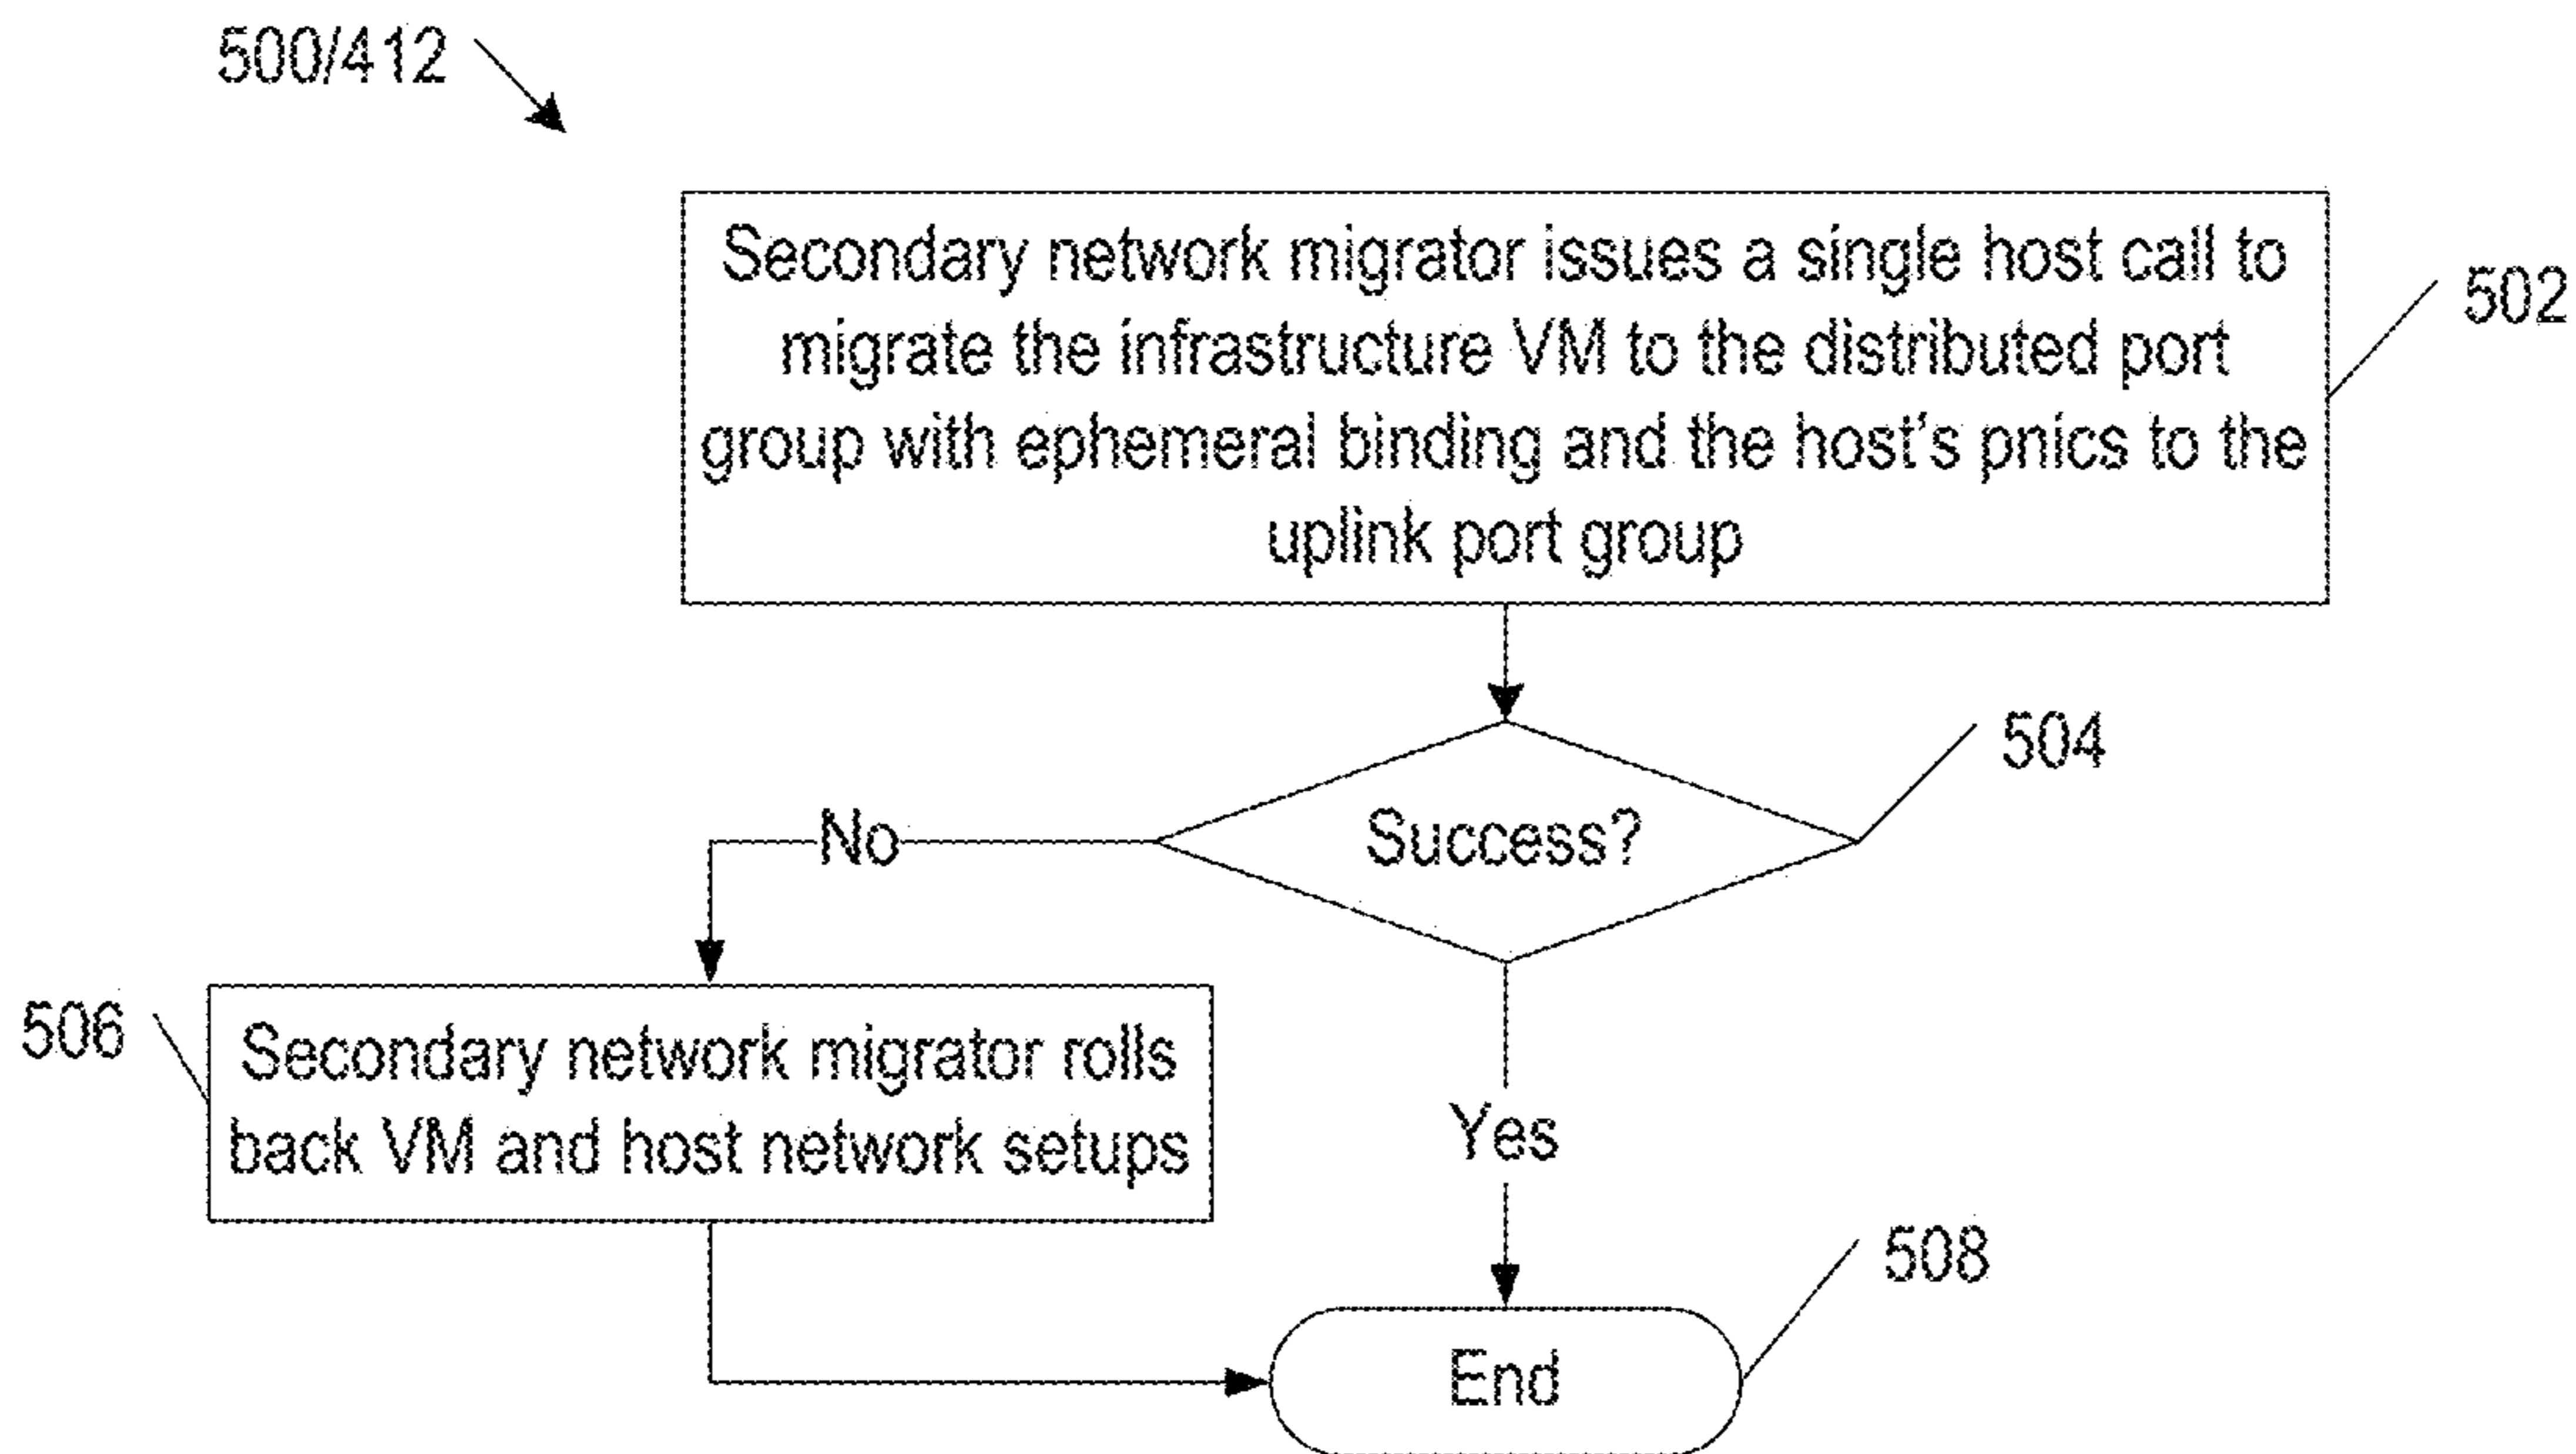 500/412
Secondary network migrator issues a single host call to
migrate the infrastructure VM to the distributed port
group with ephemeral binding and the host's pnics to the
uplink port group
502
504
Success?
No
506
Secondary network migrator rolls
back VM and host network setups
Yes
508
End